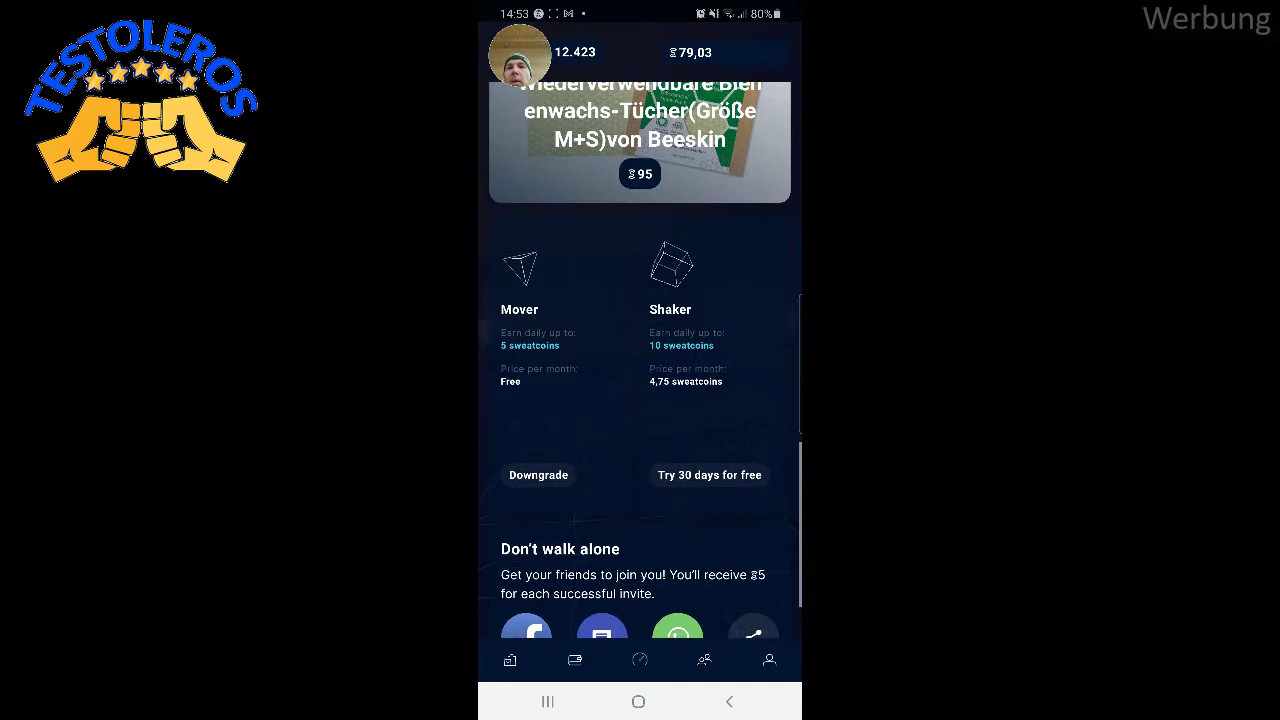 Werbung
TESTOLEROS
14:53
80%
12.423
79,03
Wiederverwendbare Bien
enwachs-Tücher(Größe
M+S)von Beeskin
95
Mover
Shaker
Earn daily up to:
Earn daily up to:
5 sweatcoins
10 sweatcoins
Price per month:
Price per month:
Free
4,75 sweatcoins
Downgrade
Try 30 days for free
Don't walk alone
Get your friends to join you! You'll receive 5
for each successful invite.